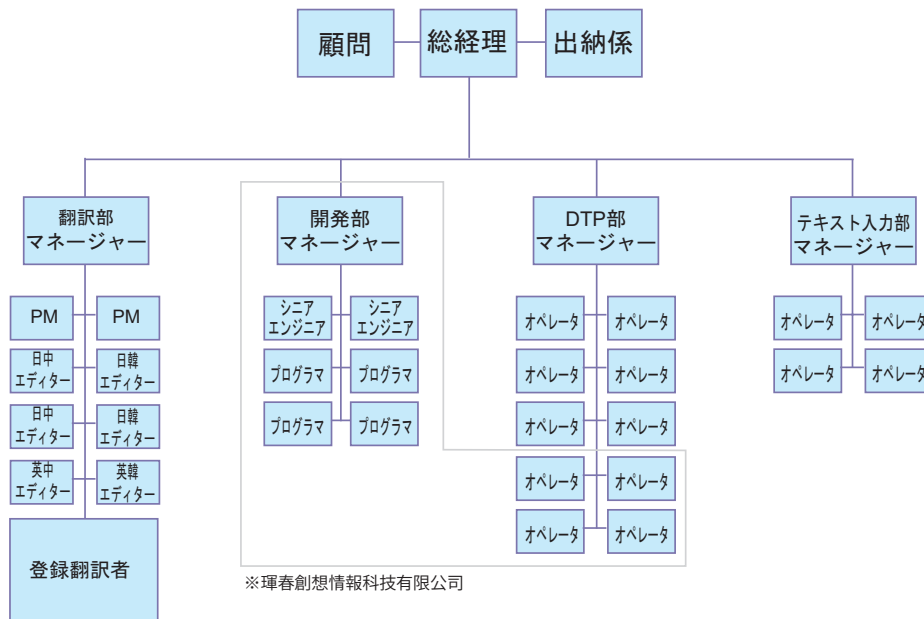 顧問
総経理
出納係
翻訳部
マネージャー
開発部
マネージャー
DTP部
マネージャー
テキスト入力部
マネージャー
PM
PM
日中
エディター
日韓
エディター
日中
エディター
日韓
エディター
英中
エディター
英韓
エディター
登録翻訳者
シニア
エンジニア
シニア
エンジニア
プログラマ
プログラマ
プログラマ
プログラマ
オペレータ
オペレータ
オペレータ
オペレータ
オペレータ
オペレータ
オペレータ
オペレータ
オペレータ
オペレータ
オペレータ
オペレータ
オペレータ
オペレータ
※琿春創想情報科技有限公司